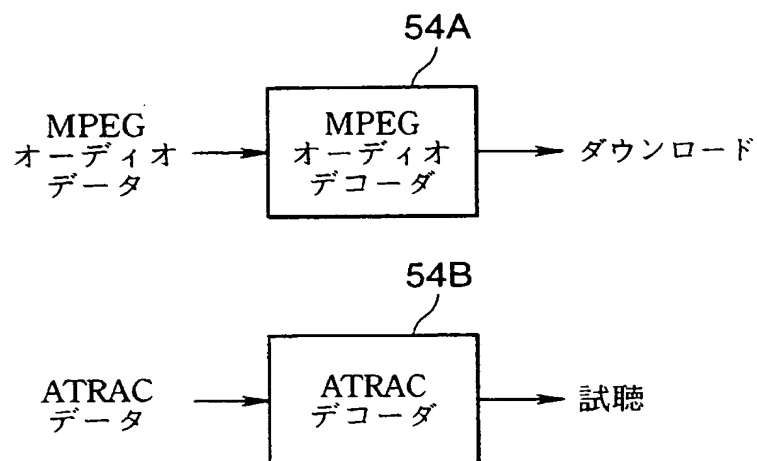 54A
MPEG
オーディオ
データ
MPEG
オーディオ
デコーダ
ダウンロード
54B
ATRAC
データ
ATRAC
デコーダ
試聴